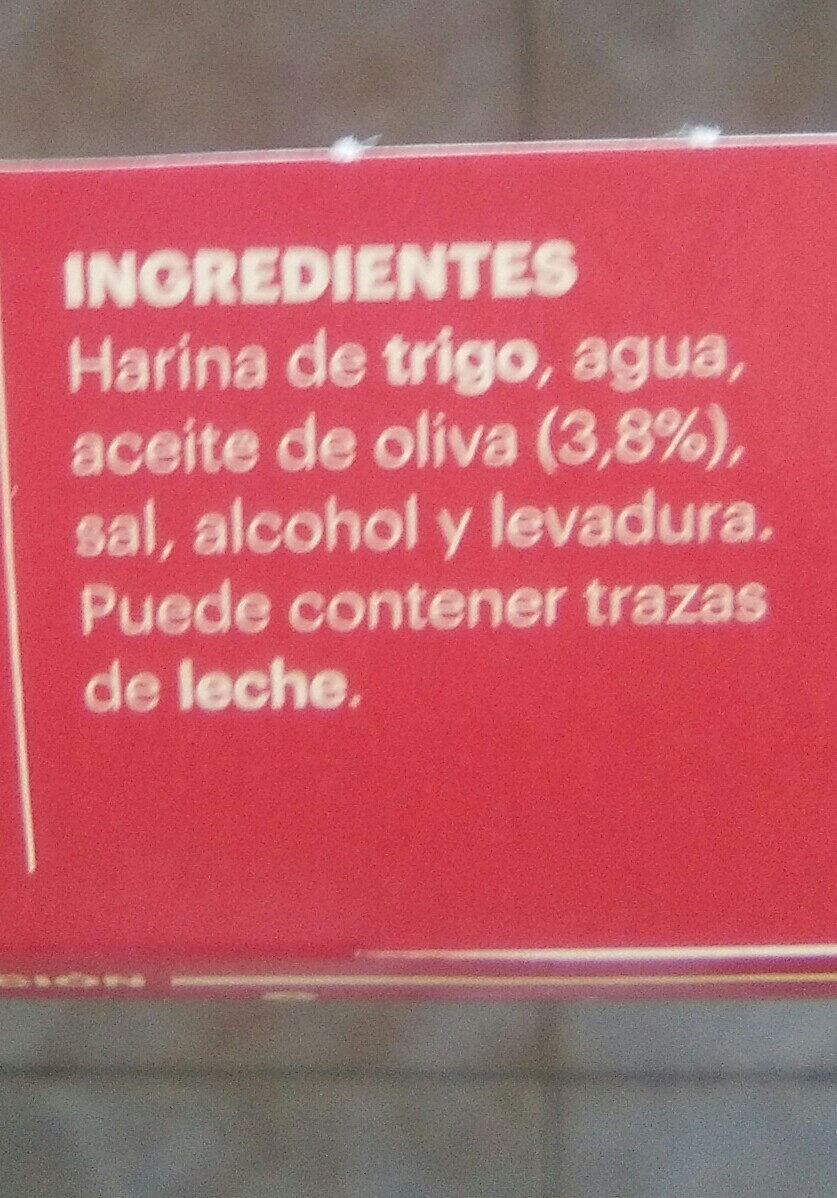 INGREDIENTES
Harina de trigo, agua,
aceite de oliva (3,8%),
sal, alcohol y levadura.
Puede contener trazas
de leche.